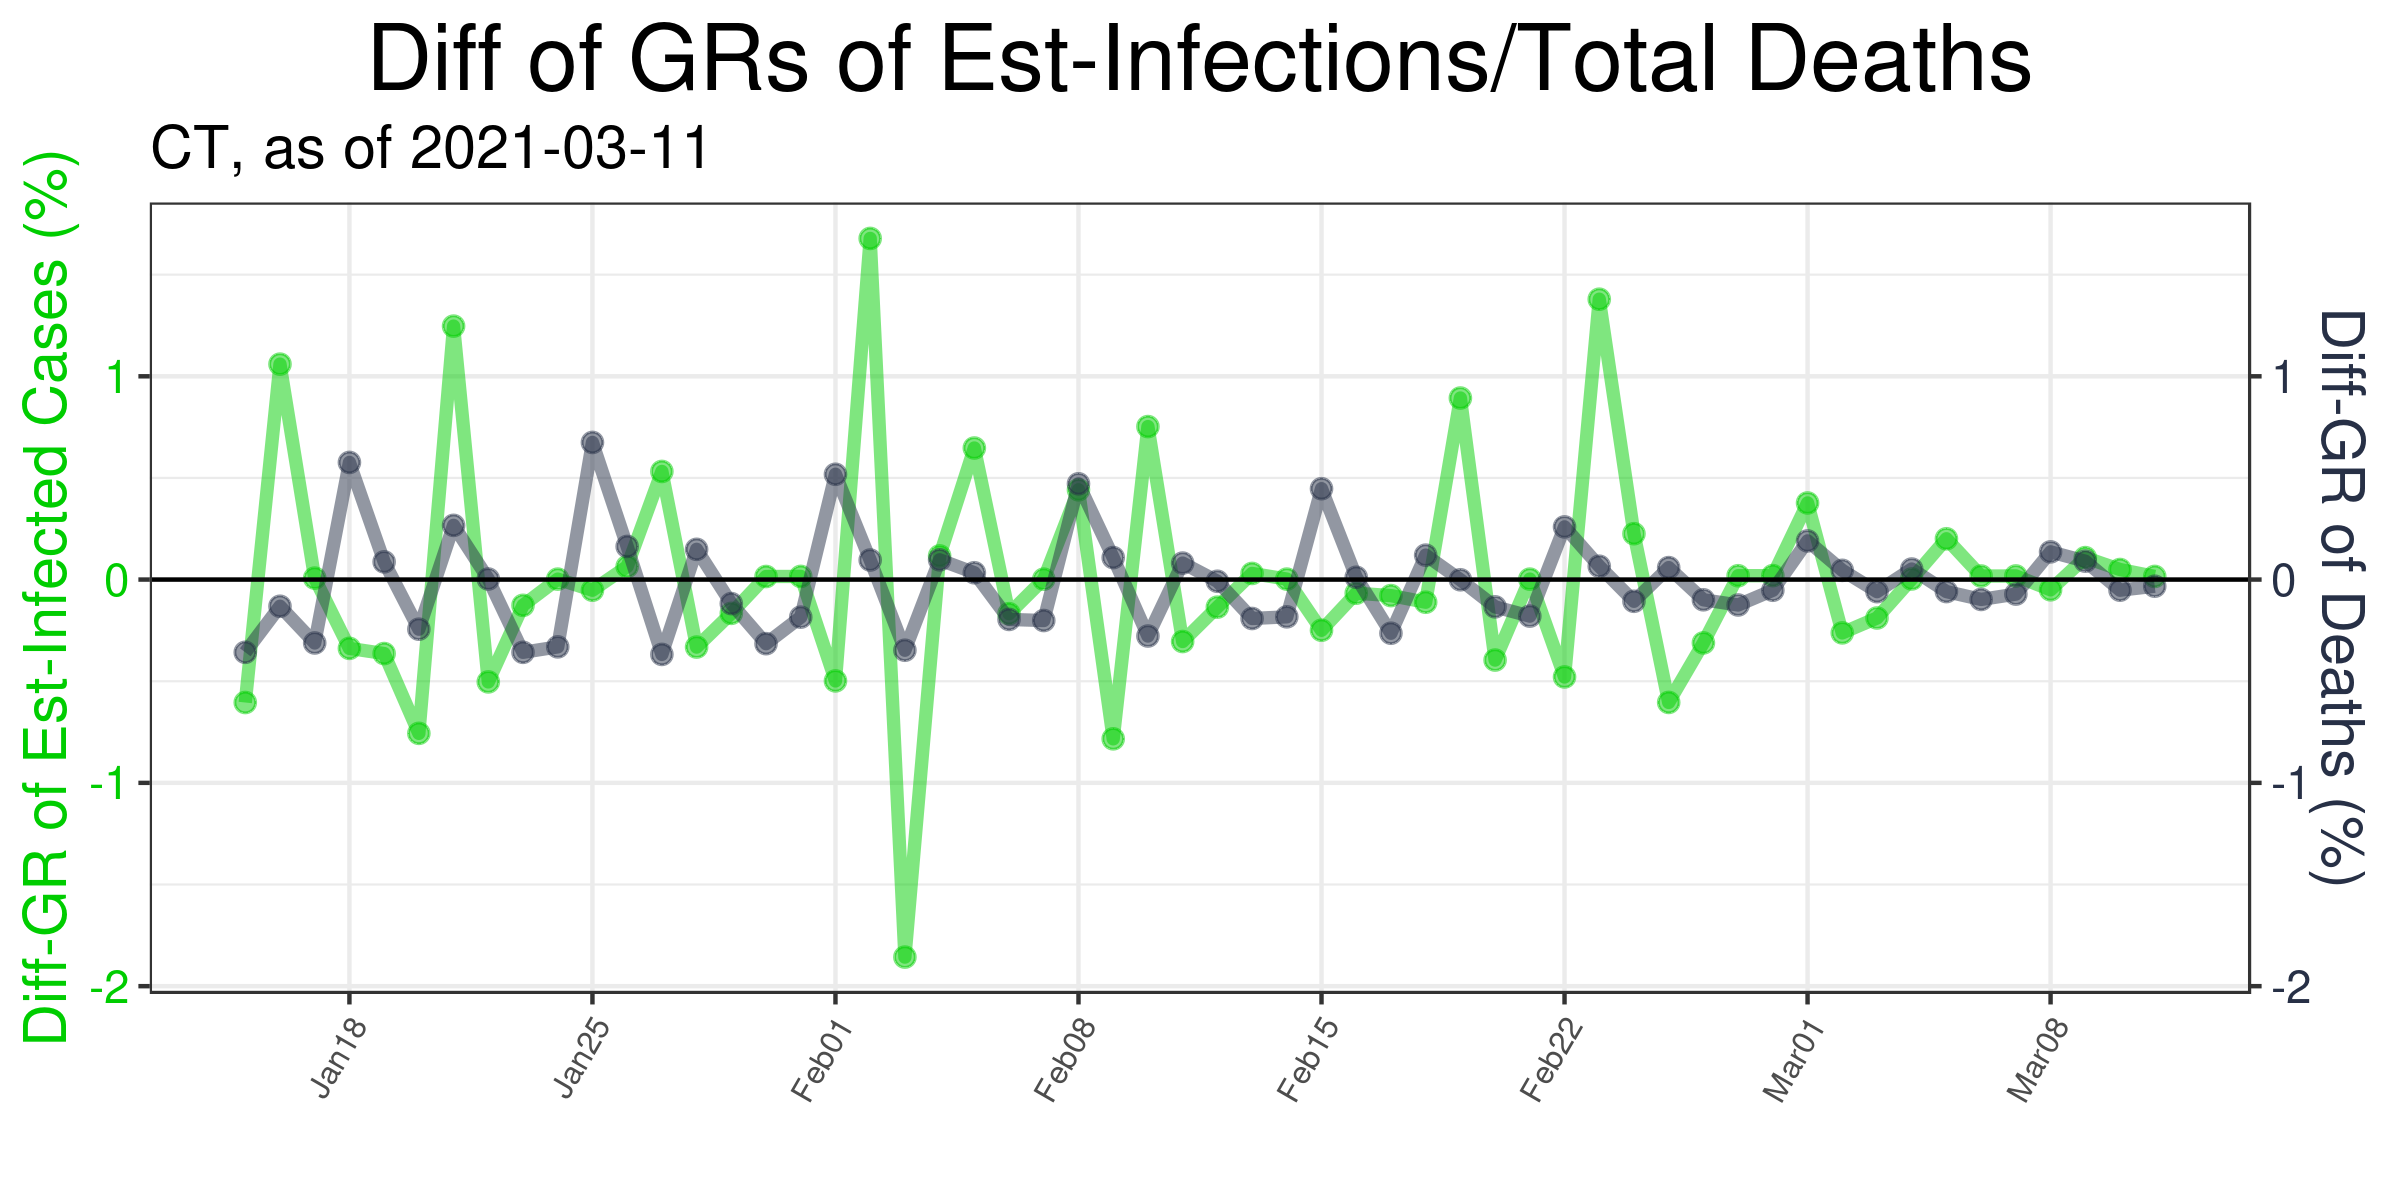 Diff of GRs of Est-Infections/Total Deaths
CT, as of 2021-03-11
Diff-GR of Est-Infected Cases (%)
1
0
-1
-2
1
0
-1
-2
Diff-GR of Deaths (%)
Jan18
Jan25
Feb01
Feb08
Feb15
Feb22
Mar01
Mar08